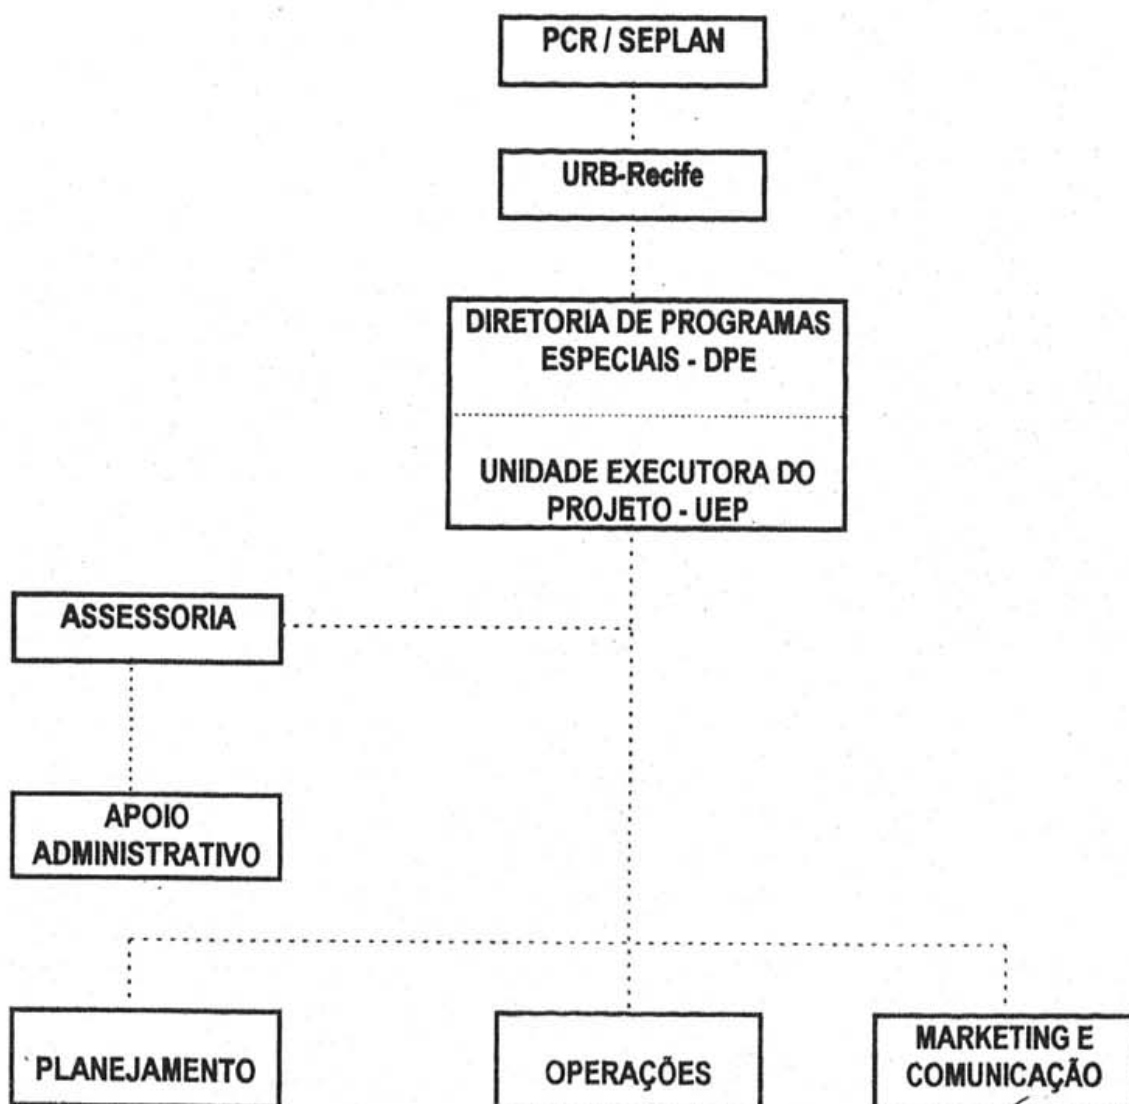 PCR / SEPLAN
URB-Recife
DIRETORIA DE PROGRAMAS
ESPECIAIS - DPE
UNIDADE EXECUTORA DO
PROJETO - UEP
ASSESSORIA
APOIO
ADMINISTRATIVO
PLANEJAMENTO
OPERAÇÕES
MARKETING E
COMUNICAÇÃO